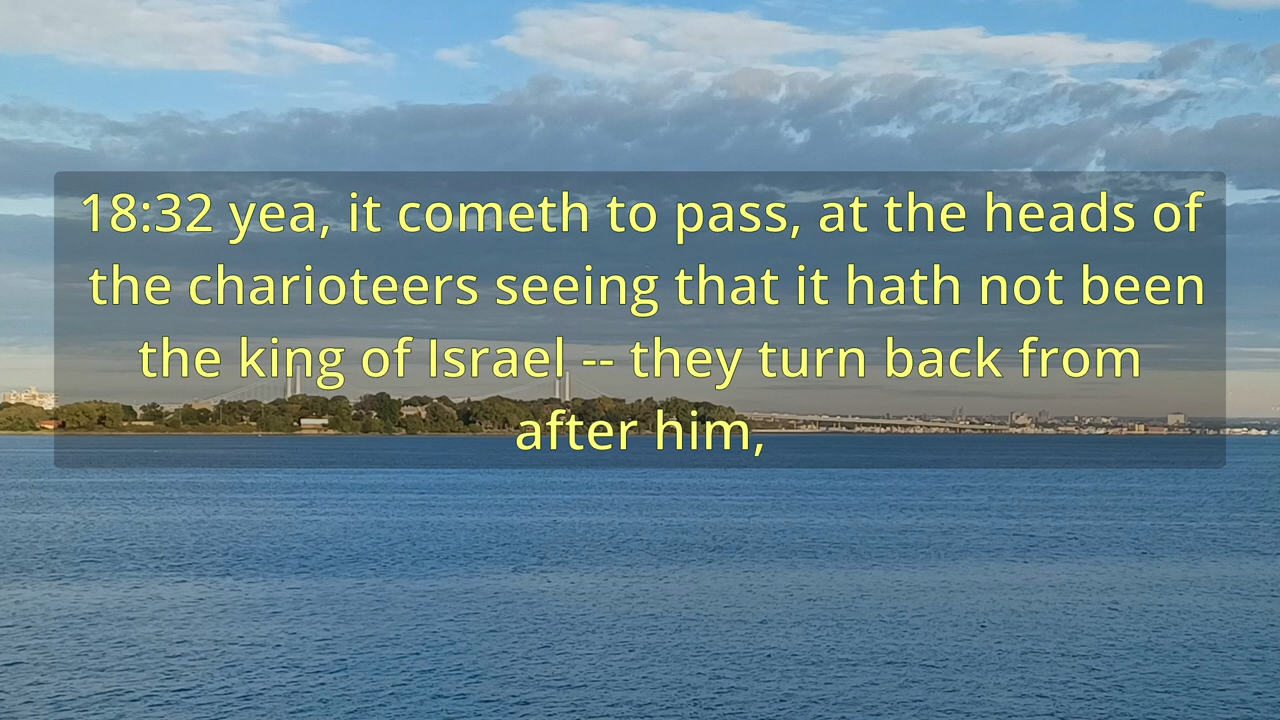 18:32 yea, it cometh to pass, at the heads of
the charioteers seeing that it hath not been
the king of Israel -- they turn back from
after him,